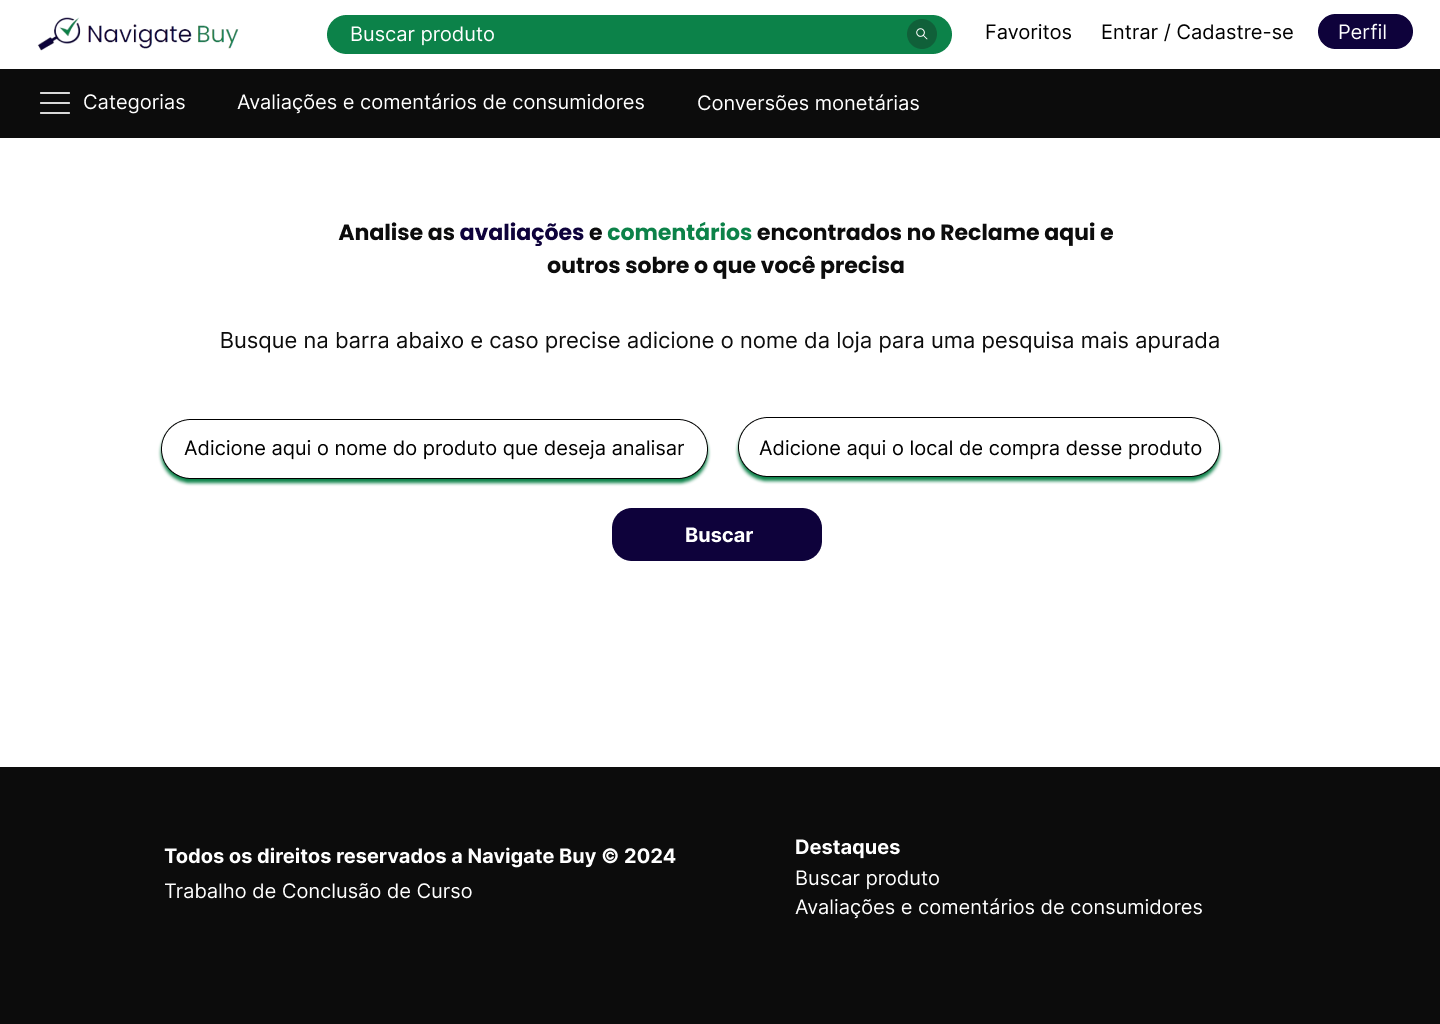 Navigate Buy
Buscar produto
Favoritos
Entrar / Cadastre-se
Perfil
Categorias
Avaliações e comentários de consumidores
Conversões monetárias
Analise as avaliações e comentários encontrados no Reclame aqui e
outros sobre o que você precisa
Busque na barra abaixo e caso precise adicione o nome da loja para uma pesquisa mais apurada
Adicione aqui o nome do produto que deseja analisar
Adicione aqui o local de compra desse produto
Buscar
Todos os direitos reservados a Navigate Buy © 2024
Trabalho de Conclusão de Curso
Destaques
Buscar produto
Avaliações e comentários de consumidores